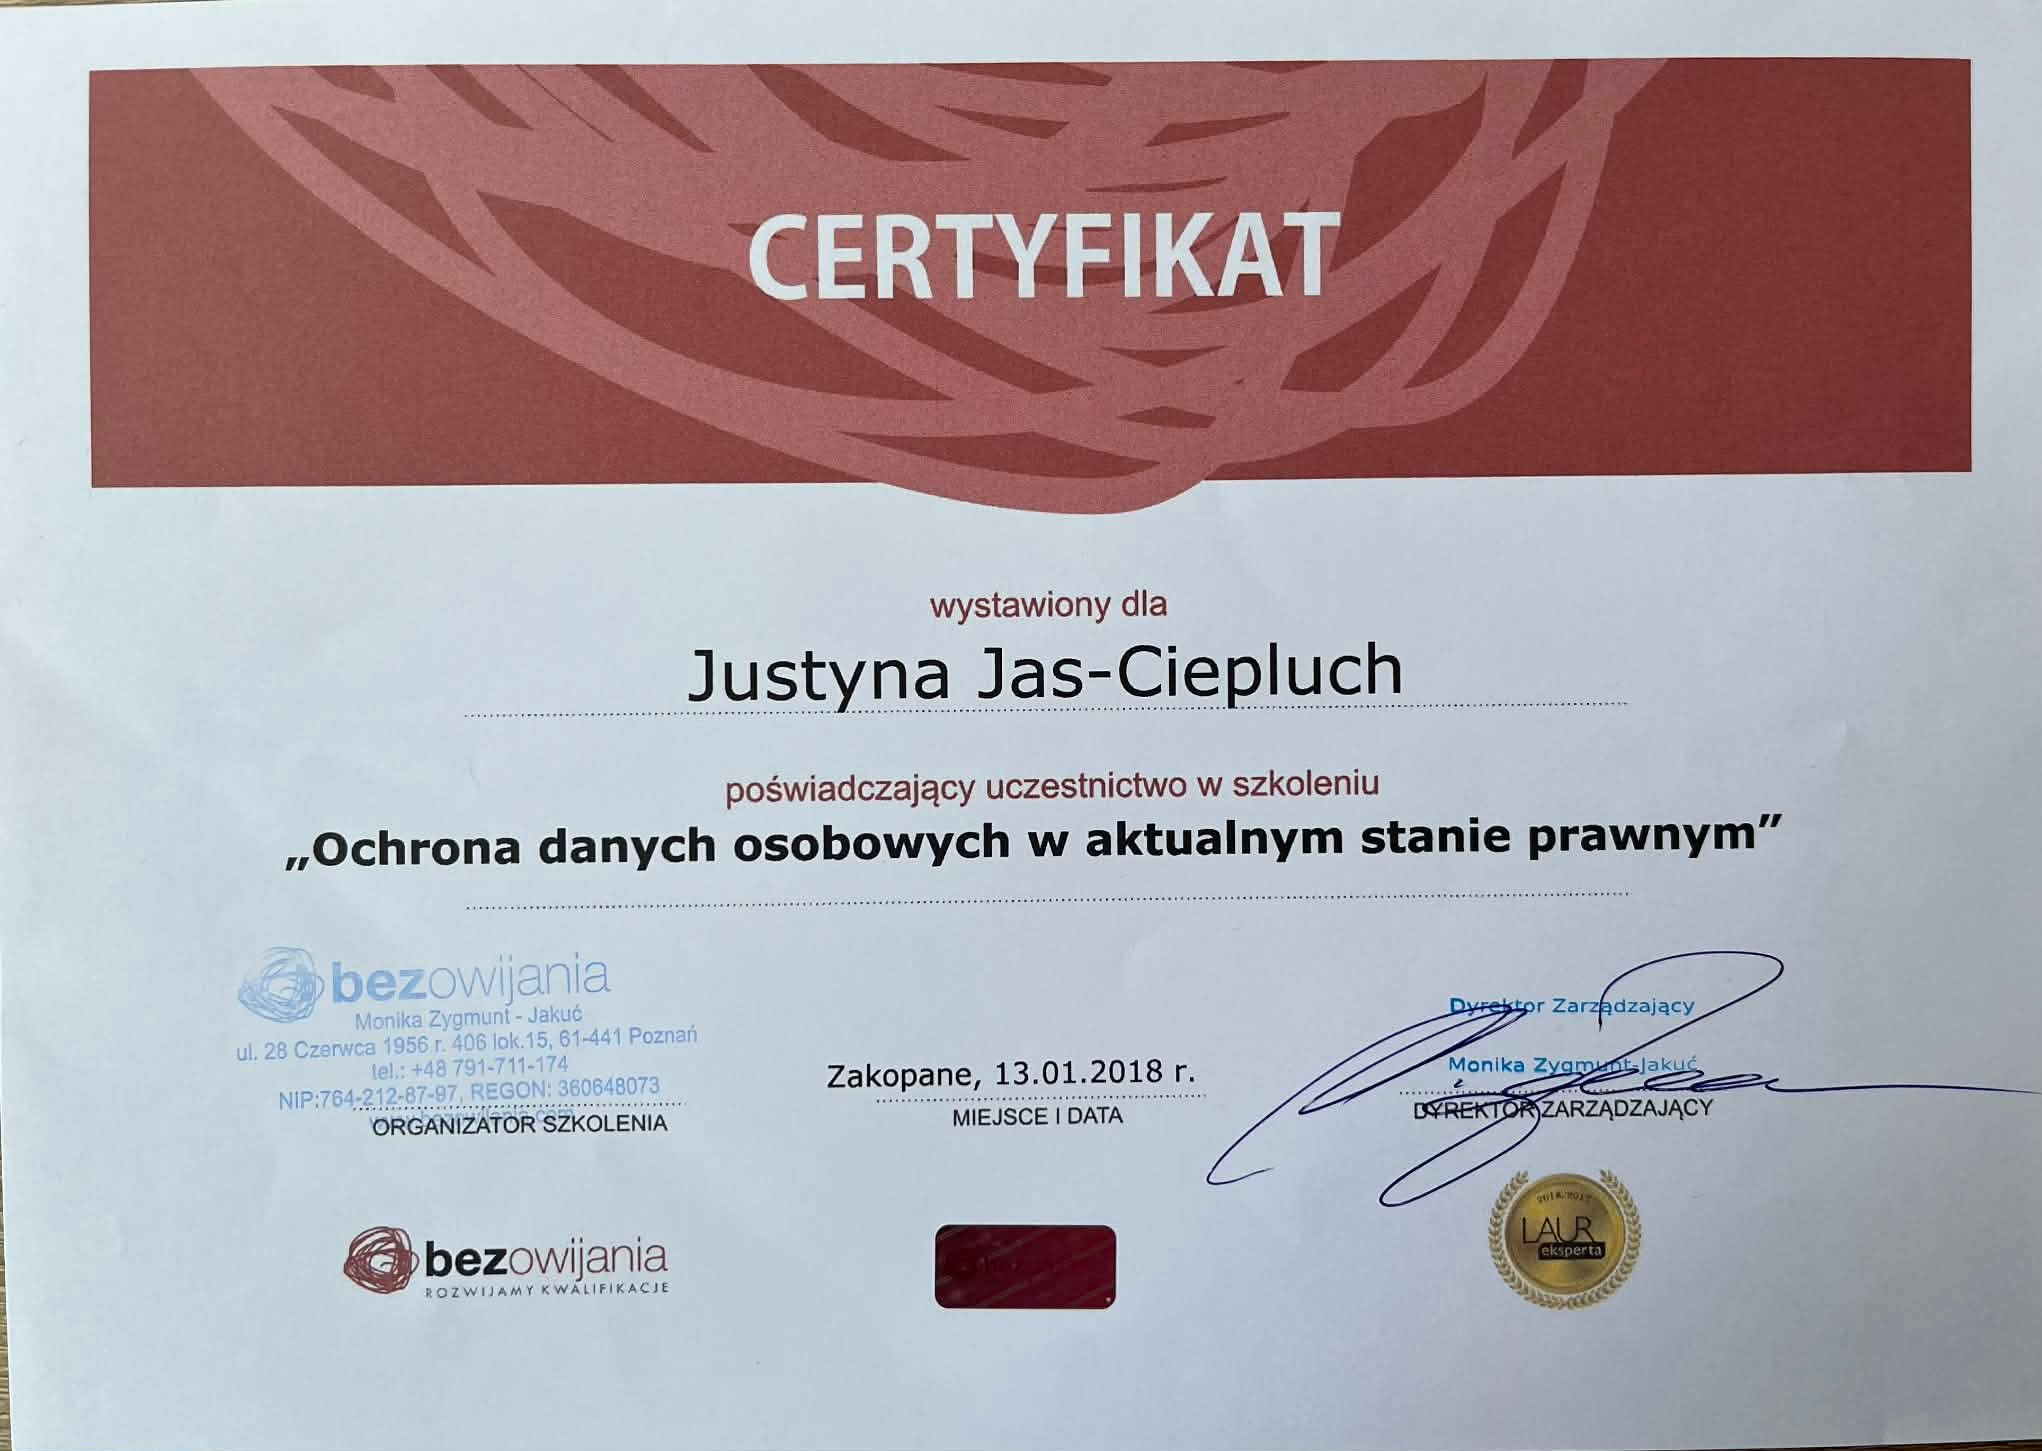 CERTYFIKAT
wystawiony dla
Justyna Jas-Ciepluch
poświadczający uczestnictwo w szkoleniu
„Ochrona danych osobowych w aktualnym stanie prawnym”
bezowijania
Monika Zygmunt - Jakuć
ul. 28 Czerwca 1956 r. 406 lok.15, 61-441 Poznań
tel.: +48 791-711-174
NIP:764-212-87-97, REGON: 360648073
www.bezowijania.com
ORGANIZATOR SZKOLENIA
Zakopane, 13.01.2018 r.
MIEJSCE I DATA
Dyrektor Zarządzający
Monika Zygmunt-Jakuć
DYREKTOR ZARZĄDZAJĄCY
bezowijania
ROZWIJAMY KWALIFIKACJE
LAUR
eksperta